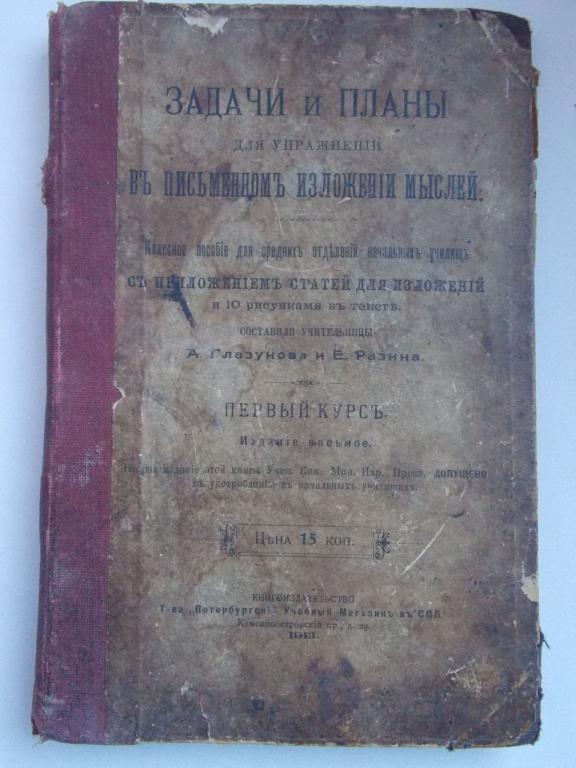 ЗАДАЧИ и ПЛАНЫ
ДЛЯ УПРАЖНЕНІЙ
ВЪ ПИСЬМЕННОМЪ ИЗЛОЖЕНІИ МЫСЛЕЙ.
Классное пособіе для среднихъ отдѣленій начальныхъ училищъ
СЪ ПРИЛОЖЕНІЕМЪ СТАТЕЙ ДЛЯ ИЗЛОЖЕНІЙ
и 10 рисунками въ текстѣ.
СОСТАВИЛИ УЧИТЕЛЬНИЦЫ
А. Глазунова и Е. Разина.
ПЕРВЫЙ КУРСЪ.
Изданіе восьмое.
изданіе этой книги Учен. Ком. Мин. Нар. Просв. ДОПУЩЕНО
къ употребленію въ начальныхъ училищахъ.
Цѣна 15 коп.
КНИГОИЗДАТЕЛЬСТВО
Т-ва „Петербургскій Учебный Магазинъ въ СПБ.
Каменноостровскій пр., д.
1913.